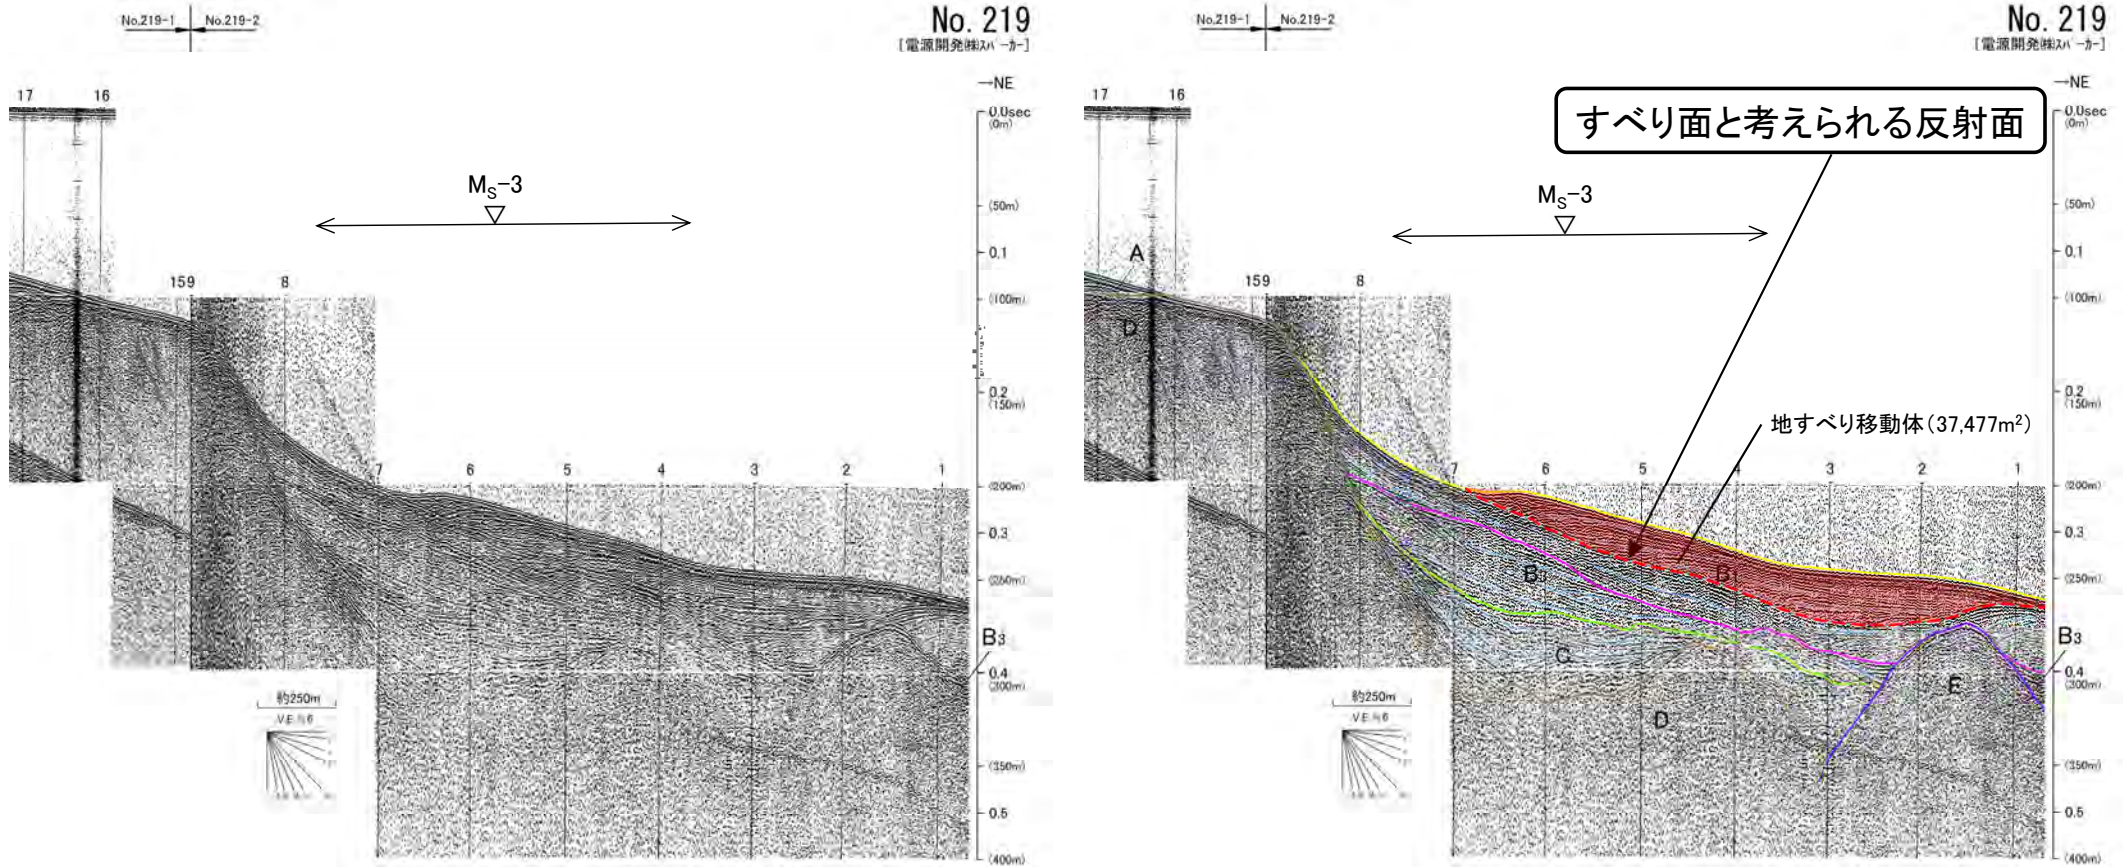 No.219-1 No.219-2
No. 219
[電源開発㈱スパーカー]
→NE
17 16
0.0sec
(0m)
MS-3
(50m)
0.1
159 8
(100m)
0.2
(150m)
7 6 5 4 3 2 1
(200m)
0.3
(250m)
B3
0.4
(300m)
約250m
V.E.≒6
(350m)
0.5
(400m)
No.219-1 No.219-2
No. 219
[電源開発㈱スパーカー]
→NE
17 16
0.0sec
(0m)
すべり面と考えられる反射面
MS-3
(50m)
A
0.1
159 8
(100m)
D
0.2
(150m)
地すべり移動体(37,477m²)
7 6 5 4 3 2 1
(200m)
0.3
(250m)
B3
C
E
B3
0.4
(300m)
約250m
V.E.≒6
D
(350m)
0.5
(400m)